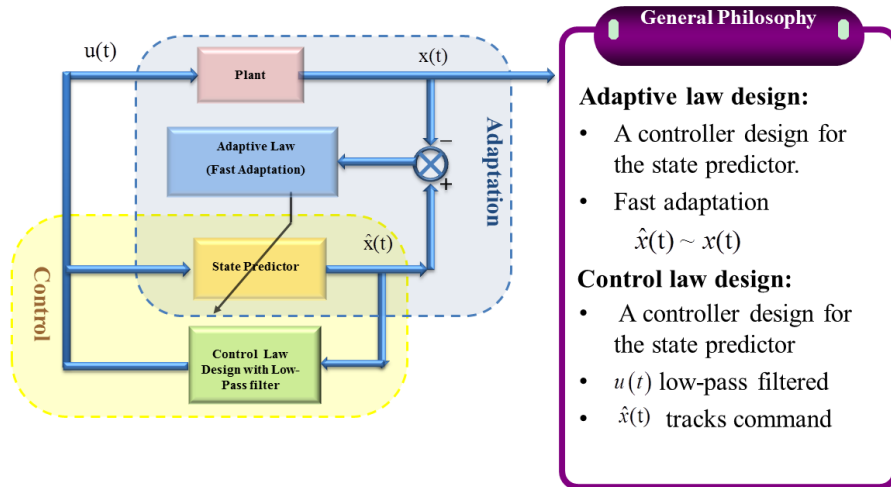 u(t)
Plant
x(t)
Adaptive Law
(Fast Adaptation)
−
+
Adaptation
x̂(t)
State Predictor
Control
Control Law
Design with Low-
Pass filter
General Philosophy
Adaptive law design:
• A controller design for
the state predictor.
• Fast adaptation
x̂(t) ~ x(t)
Control law design:
• A controller design for
the state predictor
• u(t) low-pass filtered
• x̂(t) tracks command